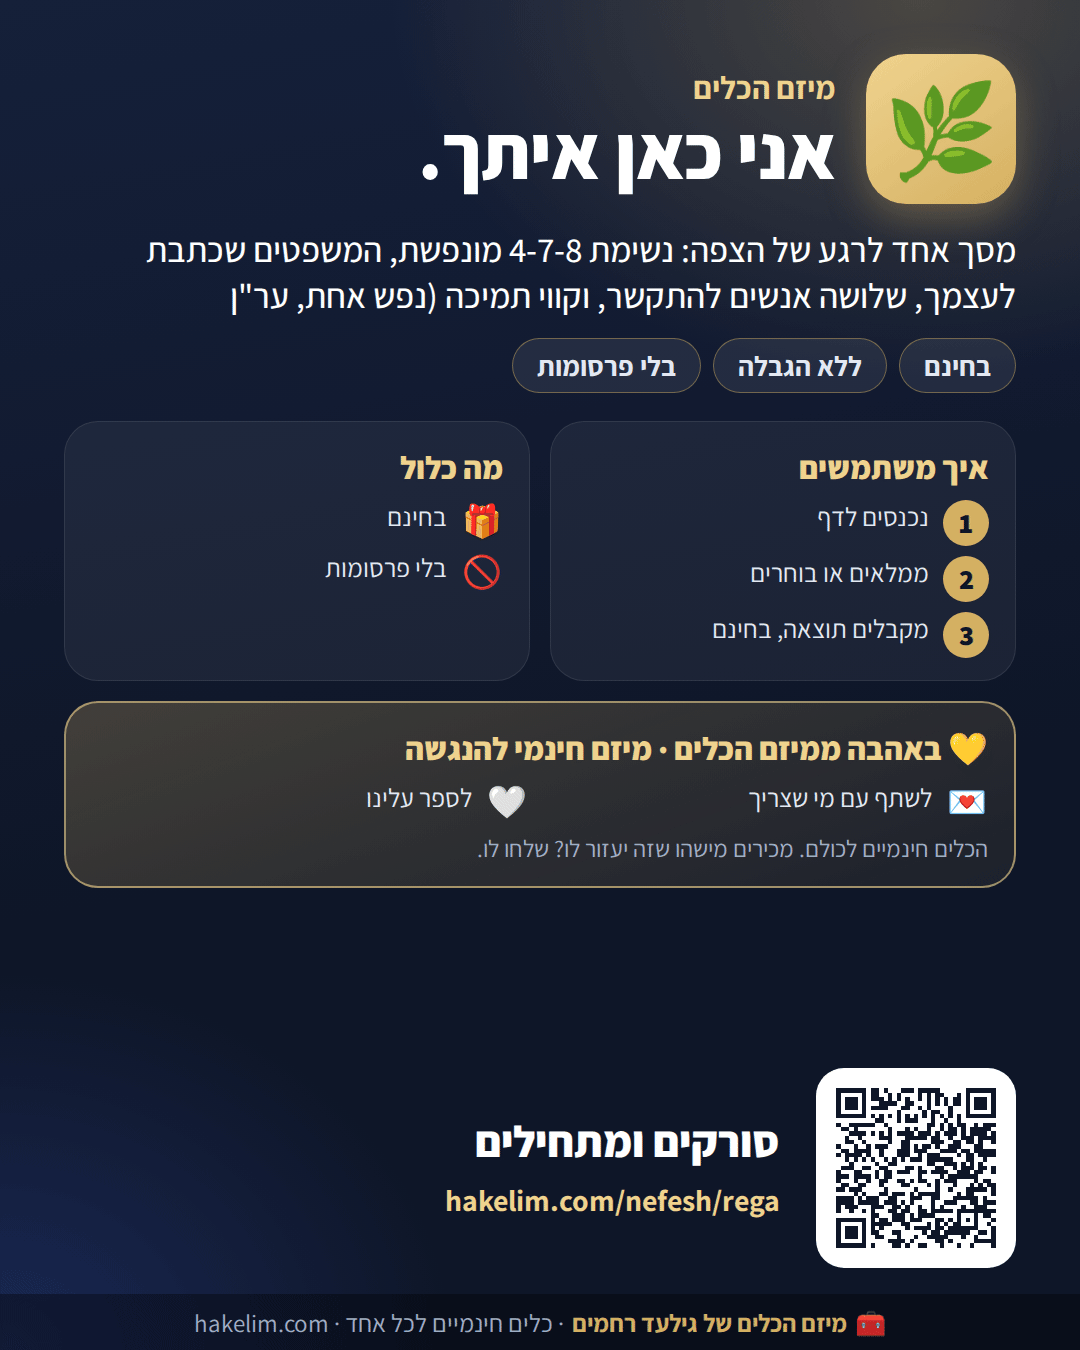 מיזם הכלים
אני כאן איתך.
מסך אחד לרגע של הצפה: נשימת 4-7-8 מונפשת, המשפטים שכתבת
לעצמך, שלושה אנשים להתקשר, וקווי תמיכה (נפש אחת, ער"ן
בחינם
ללא הגבלה
בלי פרסומות
איך משתמשים
1 נכנסים לדף
2 ממלאים או בוחרים
3 מקבלים תוצאה, בחינם
מה כלול
🎁 בחינם
🚫 בלי פרסומות
💛 באהבה ממיזם הכלים · מיזם חינמי להנגשה
💌 לשתף עם מי שצריך
🤍 לספר עלינו
הכלים חינמיים לכולם. מכירים מישהו שזה יעזור לו? שלחו לו.
סורקים ומתחילים
hakelim.com/nefesh/rega
🧰 מיזם הכלים של גילעד רחמים · כלים חינמיים לכל אחד · hakelim.com